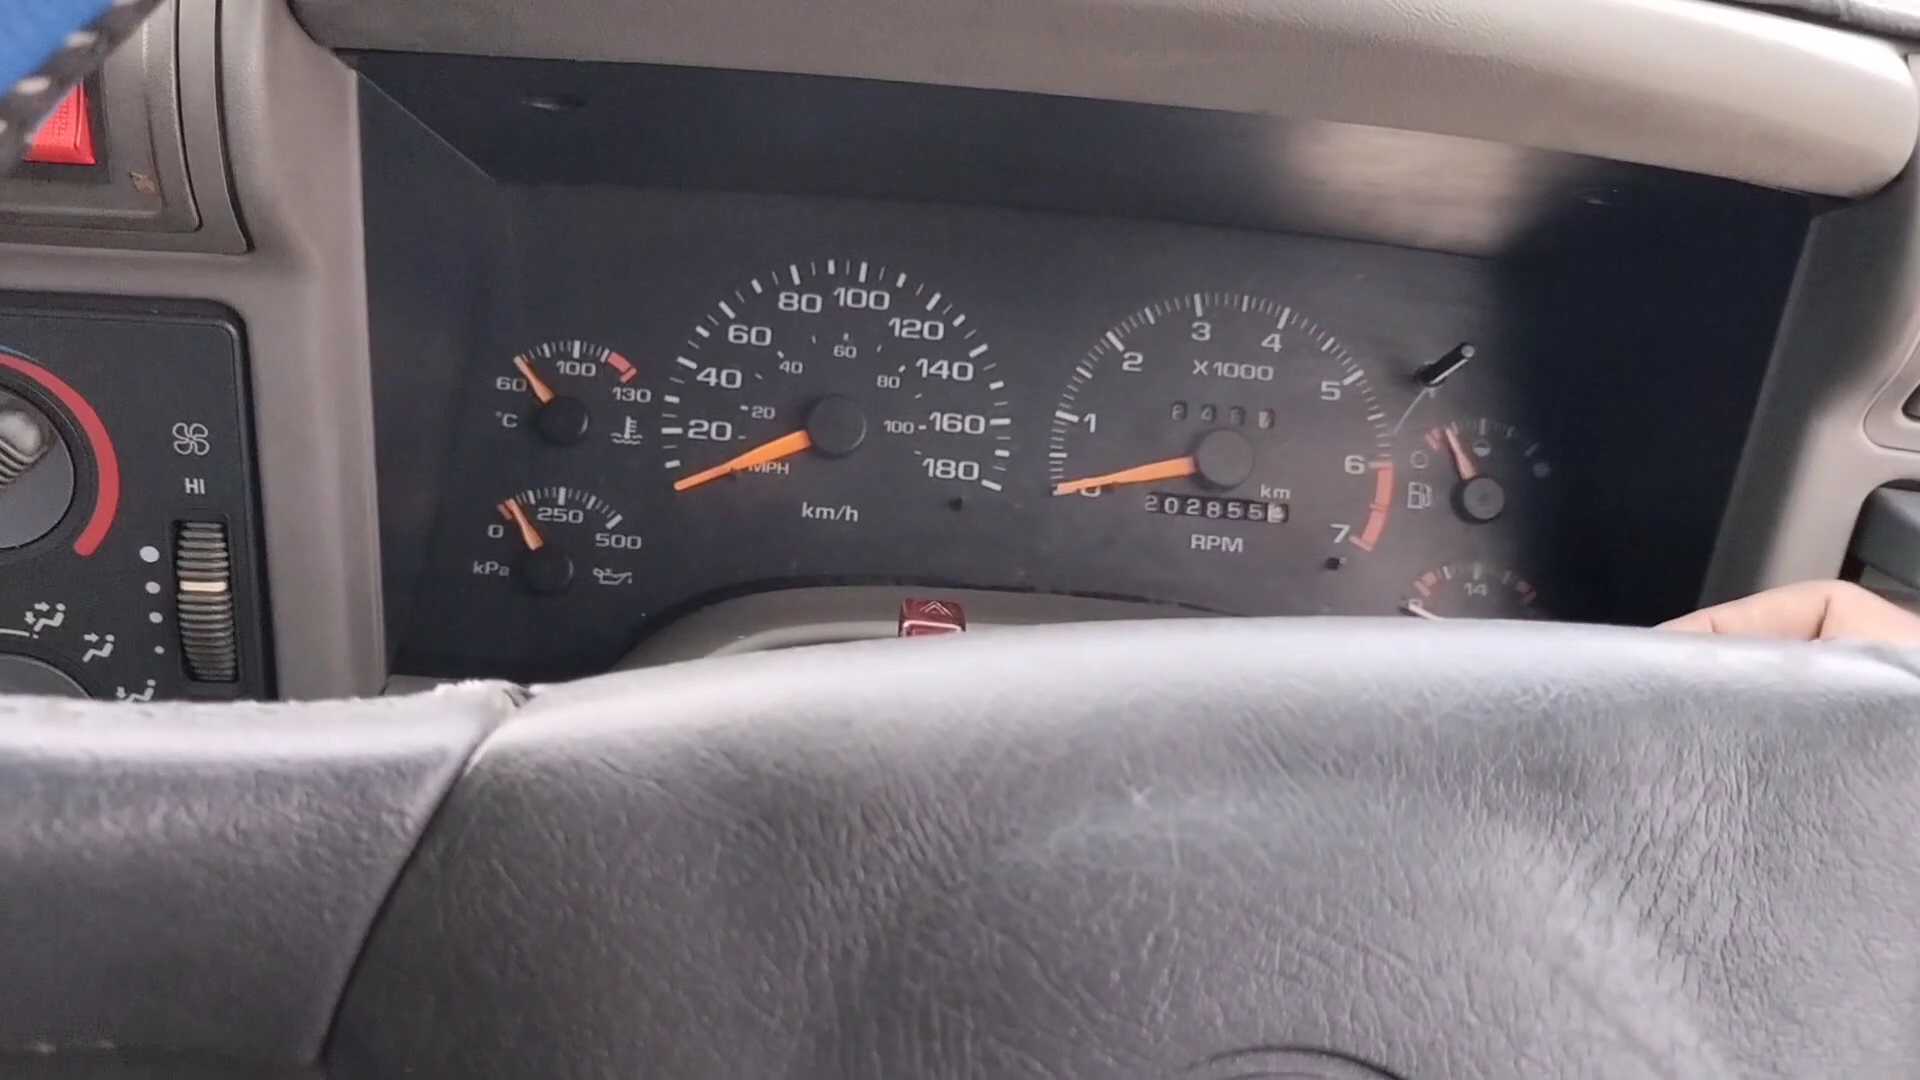 80 100
60 120
40 60 80
40 140
20
20 100 160
180
MPH
km/h
60 100 130
°C
0 250 500
kPa
3 4
2 5
X1000
1
6
0 km
202855
7
RPM
14
HI